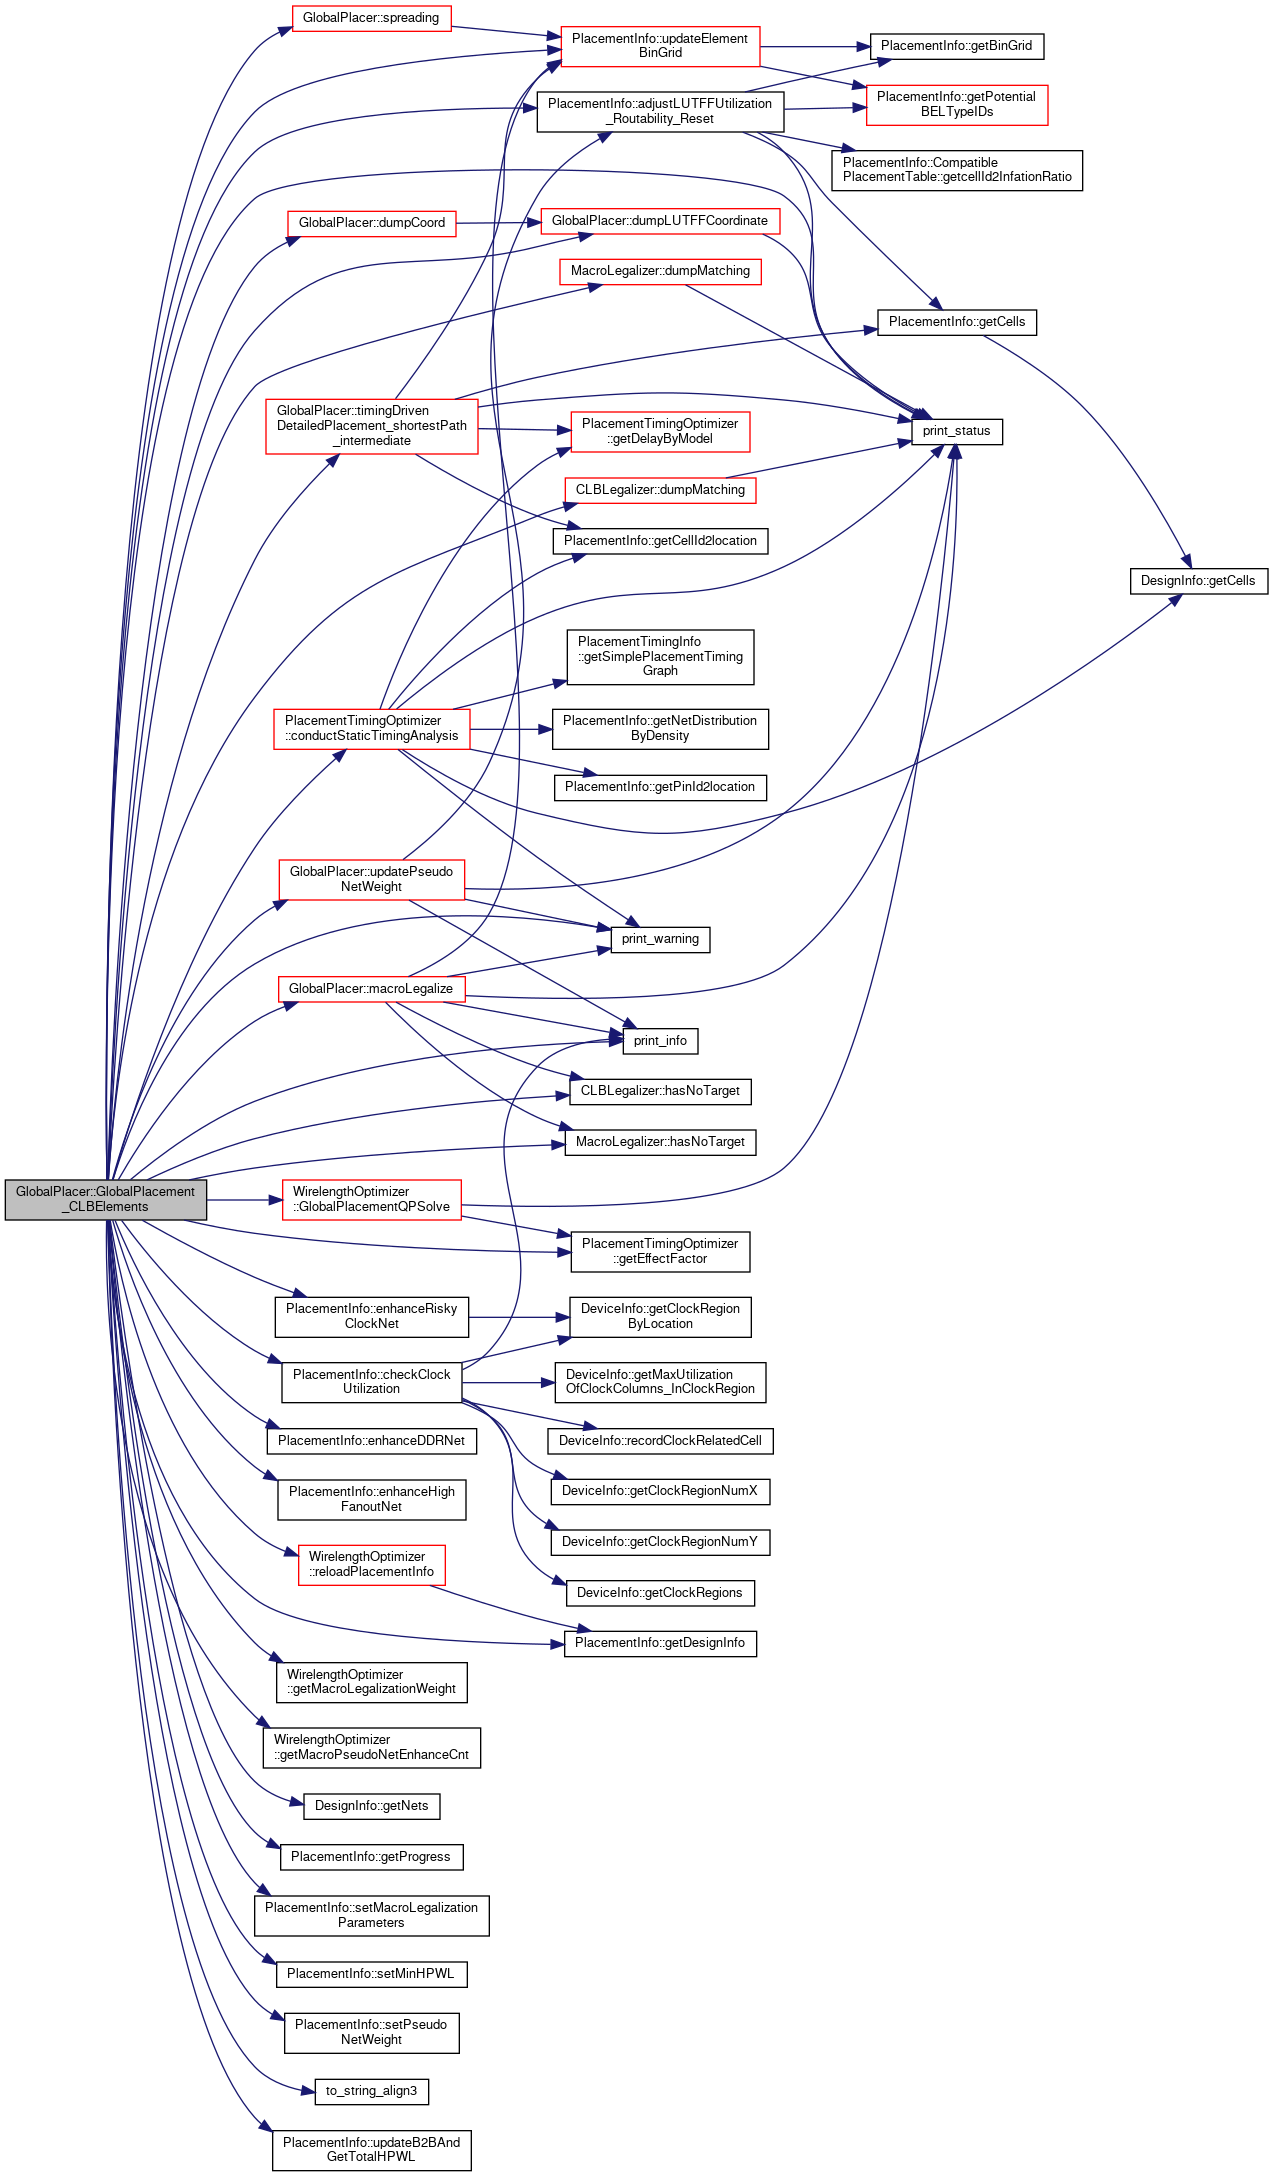 GlobalPlacer::spreading
PlacementInfo::updateElement
BinGrid
PlacementInfo::getBinGrid
PlacementInfo::adjustLUTFFUtilization
_Routability_Reset
PlacementInfo::getPotential
BELTypeIDs
PlacementInfo::Compatible
PlacementTable::getcellId2InfationRatio
GlobalPlacer::dumpCoord
GlobalPlacer::dumpLUTFFCoordinate
MacroLegalizer::dumpMatching
PlacementInfo::getCells
GlobalPlacer::timingDriven
DetailedPlacement_shortestPath
_intermediate
PlacementTimingOptimizer
::getDelayByModel
print_status
CLBLegalizer::dumpMatching
PlacementInfo::getCellId2location
DesignInfo::getCells
PlacementTimingInfo
::getSimplePlacementTiming
Graph
PlacementTimingOptimizer
::conductStaticTimingAnalysis
PlacementInfo::getNetDistribution
ByDensity
PlacementInfo::getPinId2location
GlobalPlacer::updatePseudo
NetWeight
print_warning
GlobalPlacer::macroLegalize
print_info
CLBLegalizer::hasNoTarget
MacroLegalizer::hasNoTarget
GlobalPlacer::GlobalPlacement
_CLBElements
WirelengthOptimizer
::GlobalPlacementQPSolve
PlacementTimingOptimizer
::getEffectFactor
PlacementInfo::enhanceRisky
ClockNet
DeviceInfo::getClockRegion
ByLocation
PlacementInfo::checkClock
Utilization
DeviceInfo::getMaxUtilization
OfClockColumns_InClockRegion
PlacementInfo::enhanceDDRNet
DeviceInfo::recordClockRelatedCell
PlacementInfo::enhanceHigh
FanoutNet
DeviceInfo::getClockRegionNumX
DeviceInfo::getClockRegionNumY
WirelengthOptimizer
::reloadPlacementInfo
DeviceInfo::getClockRegions
PlacementInfo::getDesignInfo
WirelengthOptimizer
::getMacroLegalizationWeight
WirelengthOptimizer
::getMacroPseudoNetEnhanceCnt
DesignInfo::getNets
PlacementInfo::getProgress
PlacementInfo::setMacroLegalization
Parameters
PlacementInfo::setMinHPWL
PlacementInfo::setPseudo
NetWeight
to_string_align3
PlacementInfo::updateB2BAnd
GetTotalHPWL